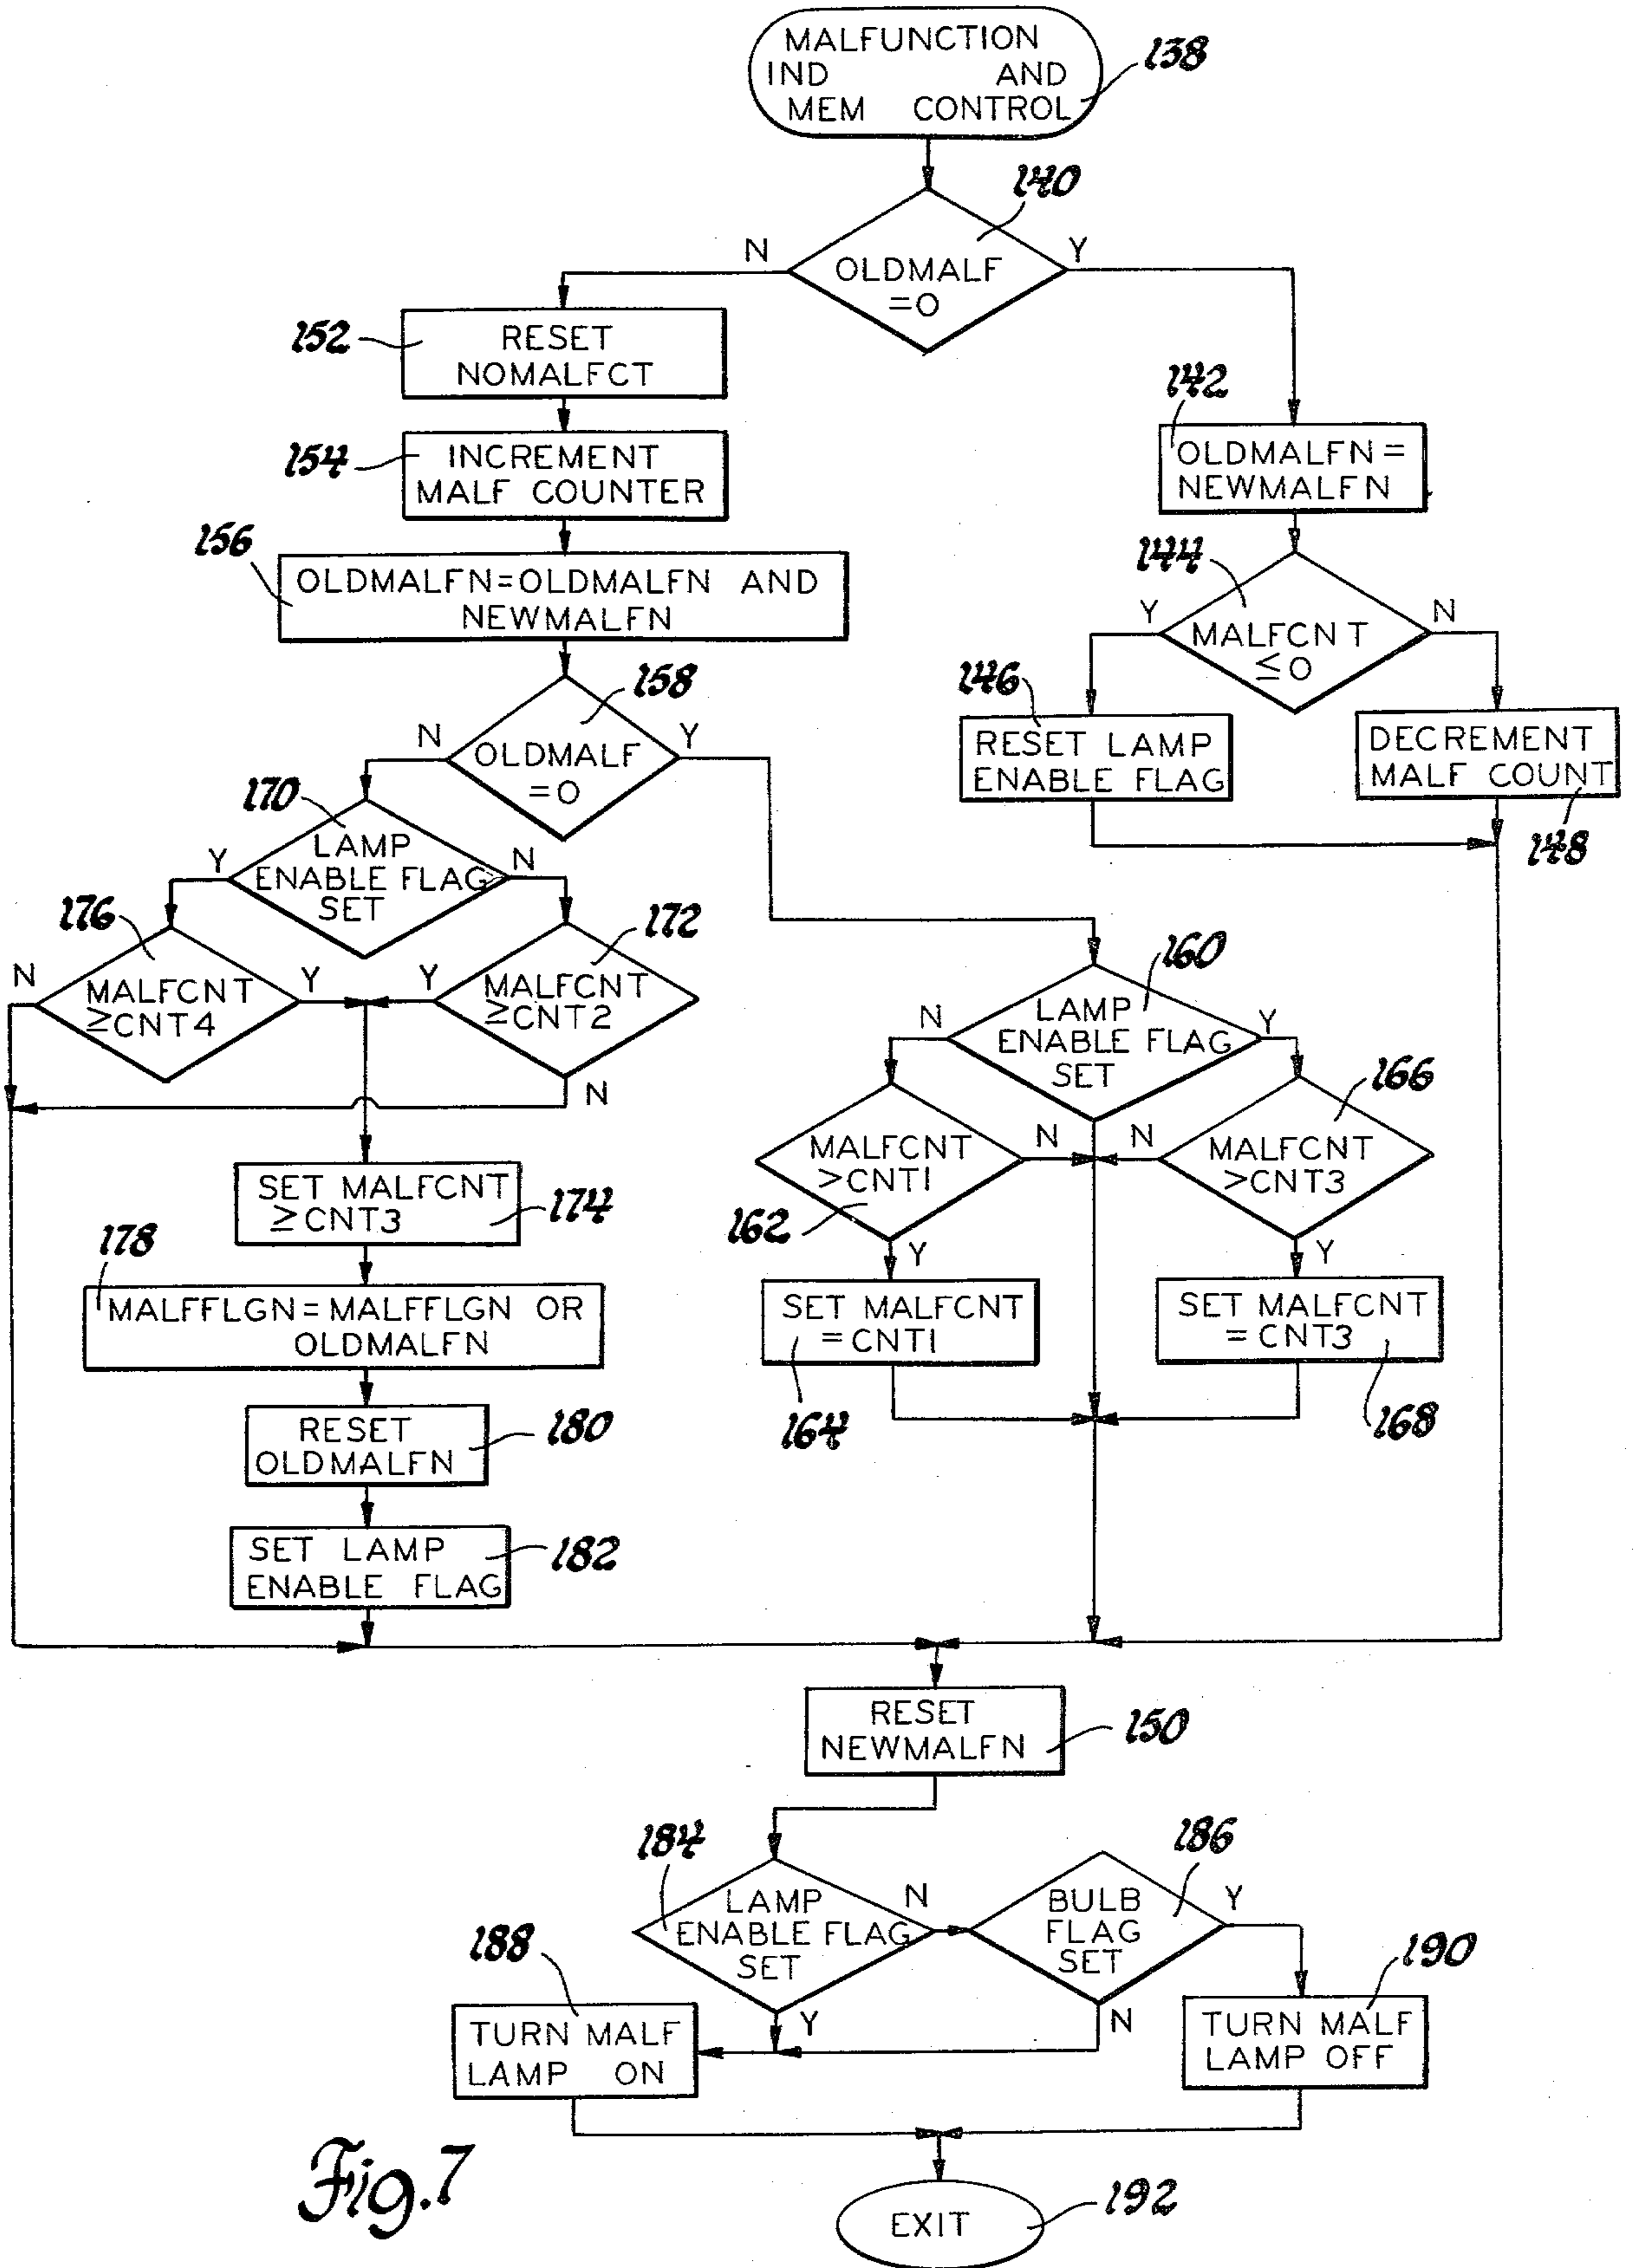 MALFUNCTION
IND AND
MEM CONTROL
138
140
N
Y
OLDMALF
=0
152
RESET
NOMALFCT
142
OLDMALFN=
NEWMALFN
154
INCREMENT
MALF COUNTER
156
OLDMALFN=OLDMALFN AND
NEWMALFN
144
Y
N
MALFCNT
≤0
158
N
Y
OLDMALF
=0
146
RESET LAMP
ENABLE FLAG
DECREMENT
MALF COUNT
148
170
LAMP
ENABLE FLAG
SET
Y
N
176
N
Y
MALFCNT
≥CNT4
172
Y
MALFCNT
≥CNT2
N
160
N
Y
LAMP
ENABLE FLAG
SET
166
MALFCNT
>CNT1
N
N
MALFCNT
>CNT3
162
Y
Y
SET MALFCNT
≥CNT3
174
178
MALFFLGN=MALFFLGN OR
OLDMALFN
SET MALFCNT
=CNT1
164
SET MALFCNT
=CNT3
168
RESET
OLDMALFN
180
SET LAMP
ENABLE FLAG
182
RESET
NEWMALFN
150
184
LAMP
ENABLE FLAG
SET
N
Y
186
BULB
FLAG
SET
Y
N
188
TURN MALF
LAMP ON
190
TURN MALF
LAMP OFF
Fig. 7
EXIT
192